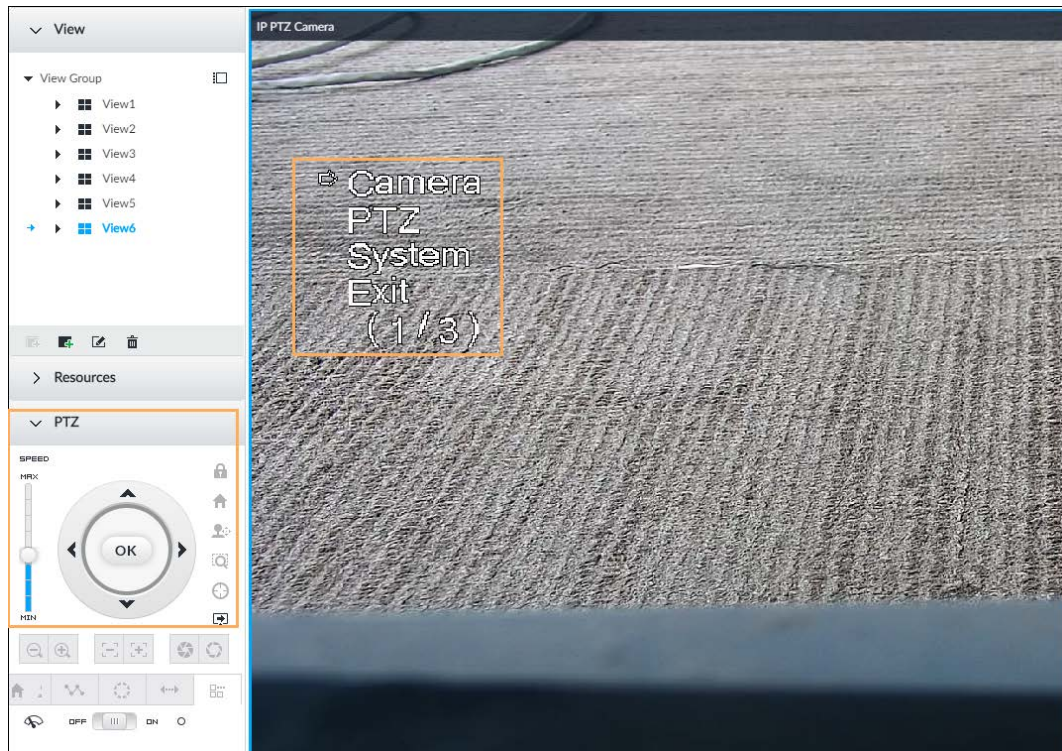 View
View Group
View1
View2
View3
View4
View5
View6
Resources
PTZ
SPEED
MAX
OK
MIN
OFF
ON
IP PTZ Camera
Camera
PTZ
System
Exit
(1/3)